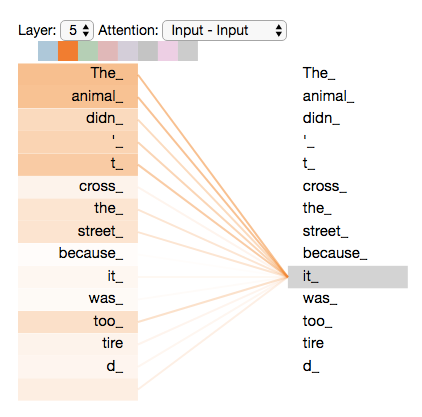 Layer: 5 Attention: Input - Input
The_ The_
animal_ animal_
didn_ didn_
'_ '_
t_ t_
cross_ cross_
the_ the_
street_ street_
because_ because_
it_ it_
was_ was_
too_ too_
tire tire
d_ d_